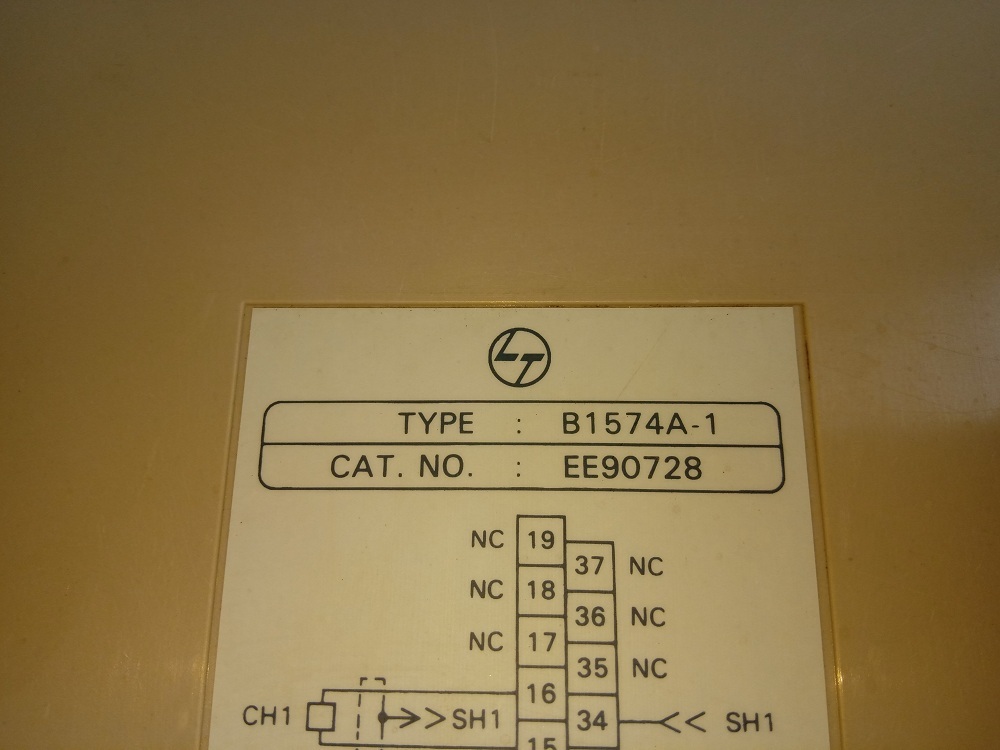 LT
TYPE : B1574A-1
CAT. NO. : EE90728
NC 19
37 NC
NC 18
36 NC
NC 17
35 NC
16
CH1 >> SH1 34 << SH1
15